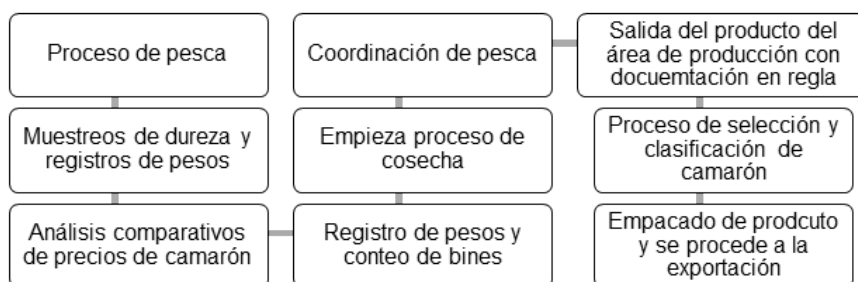 Proceso de pesca
Muestreos de dureza y
registros de pesos
Análisis comparativos
de precios de camarón
Registro de pesos y
conteo de bines
Empieza proceso de
cosecha
Coordinación de pesca
Salida del producto del
área de producción con
docuemtación en regla
Proceso de selección y
clasificación de
camarón
Empacado de prodcuto
y se procede a la
exportación